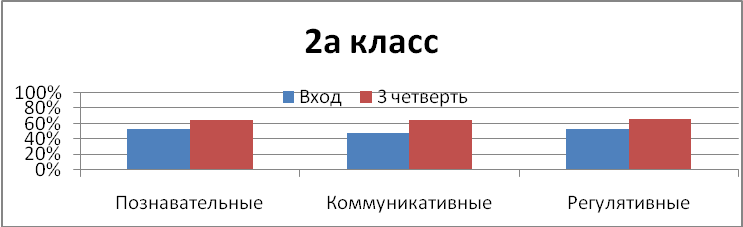 2а класс
Вход 3 четверть
100%
80%
60%
40%
20%
0%
Познавательные Коммуникативные Регулятивные